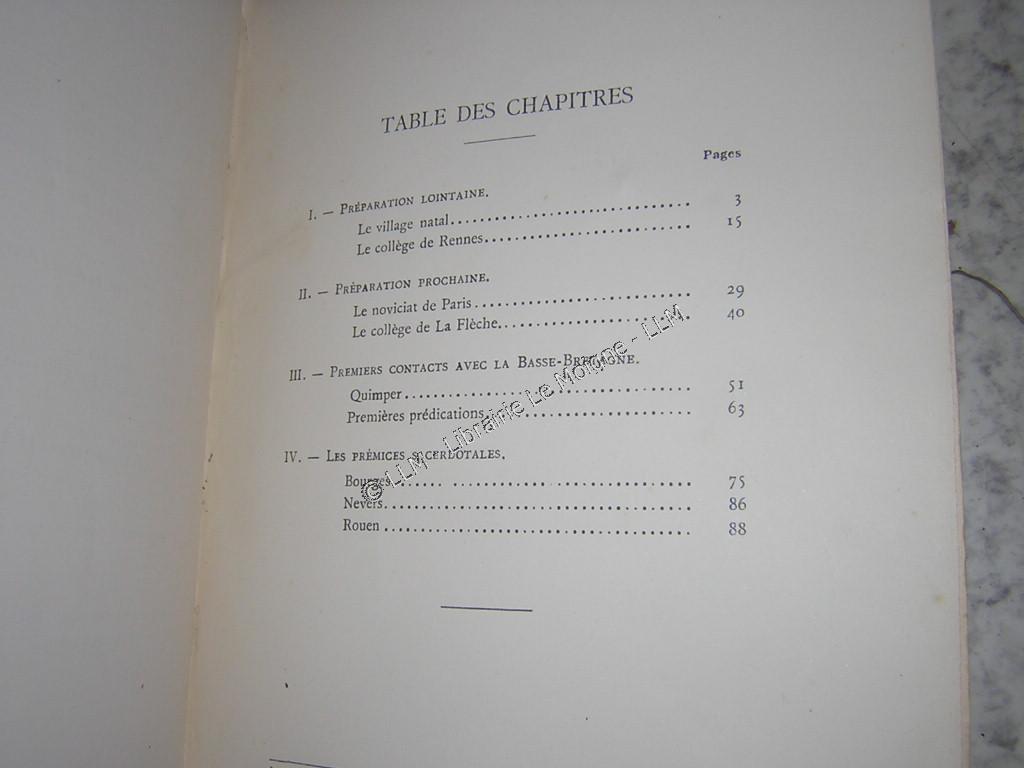 TABLE DES CHAPITRES
Pages
I. — PRÉPARATION LOINTAINE.
Le village natal........................................ 3
Le collège de Rennes................................ 15
II. — PRÉPARATION PROCHAINE.
Le noviciat de Paris.................................. 29
Le collège de La Flèche.............................. 40
III. — PREMIERS CONTACTS AVEC LA BASSE-BRETAGNE.
Quimper................................................ 51
Premières prédications............................... 63
IV. — LES PRÉMICES SACERDOTALES.
Bourges................................................ 75
Nevers.................................................. 86
Rouen................................................... 88
© LLM - Librairie Le Moigne - LLM